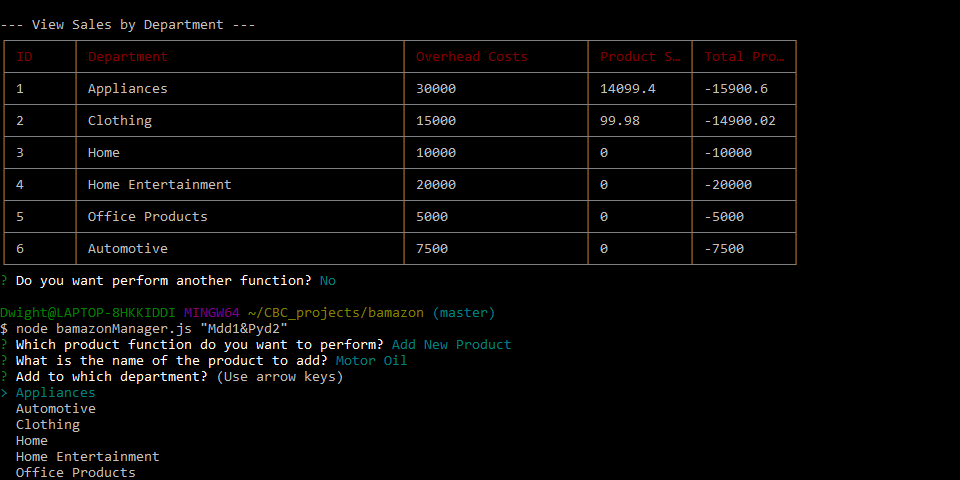 --- View Sales by Department ---
ID Department Overhead Costs Product S… Total Pro…
1 Appliances 30000 14099.4 -15900.6
2 Clothing 15000 99.98 -14900.02
3 Home 10000 0 -10000
4 Home Entertainment 20000 0 -20000
5 Office Products 5000 0 -5000
6 Automotive 7500 0 -7500
? Do you want perform another function? No
Dwight@LAPTOP-8HKKIDDI MINGW64 ~/CBC_projects/bamazon (master)
$ node bamazonManager.js "Mdd1&Pyd2"
? Which product function do you want to perform? Add New Product
? What is the name of the product to add? Motor Oil
? Add to which department? (Use arrow keys)
> Appliances
Automotive
Clothing
Home
Home Entertainment
Office Products